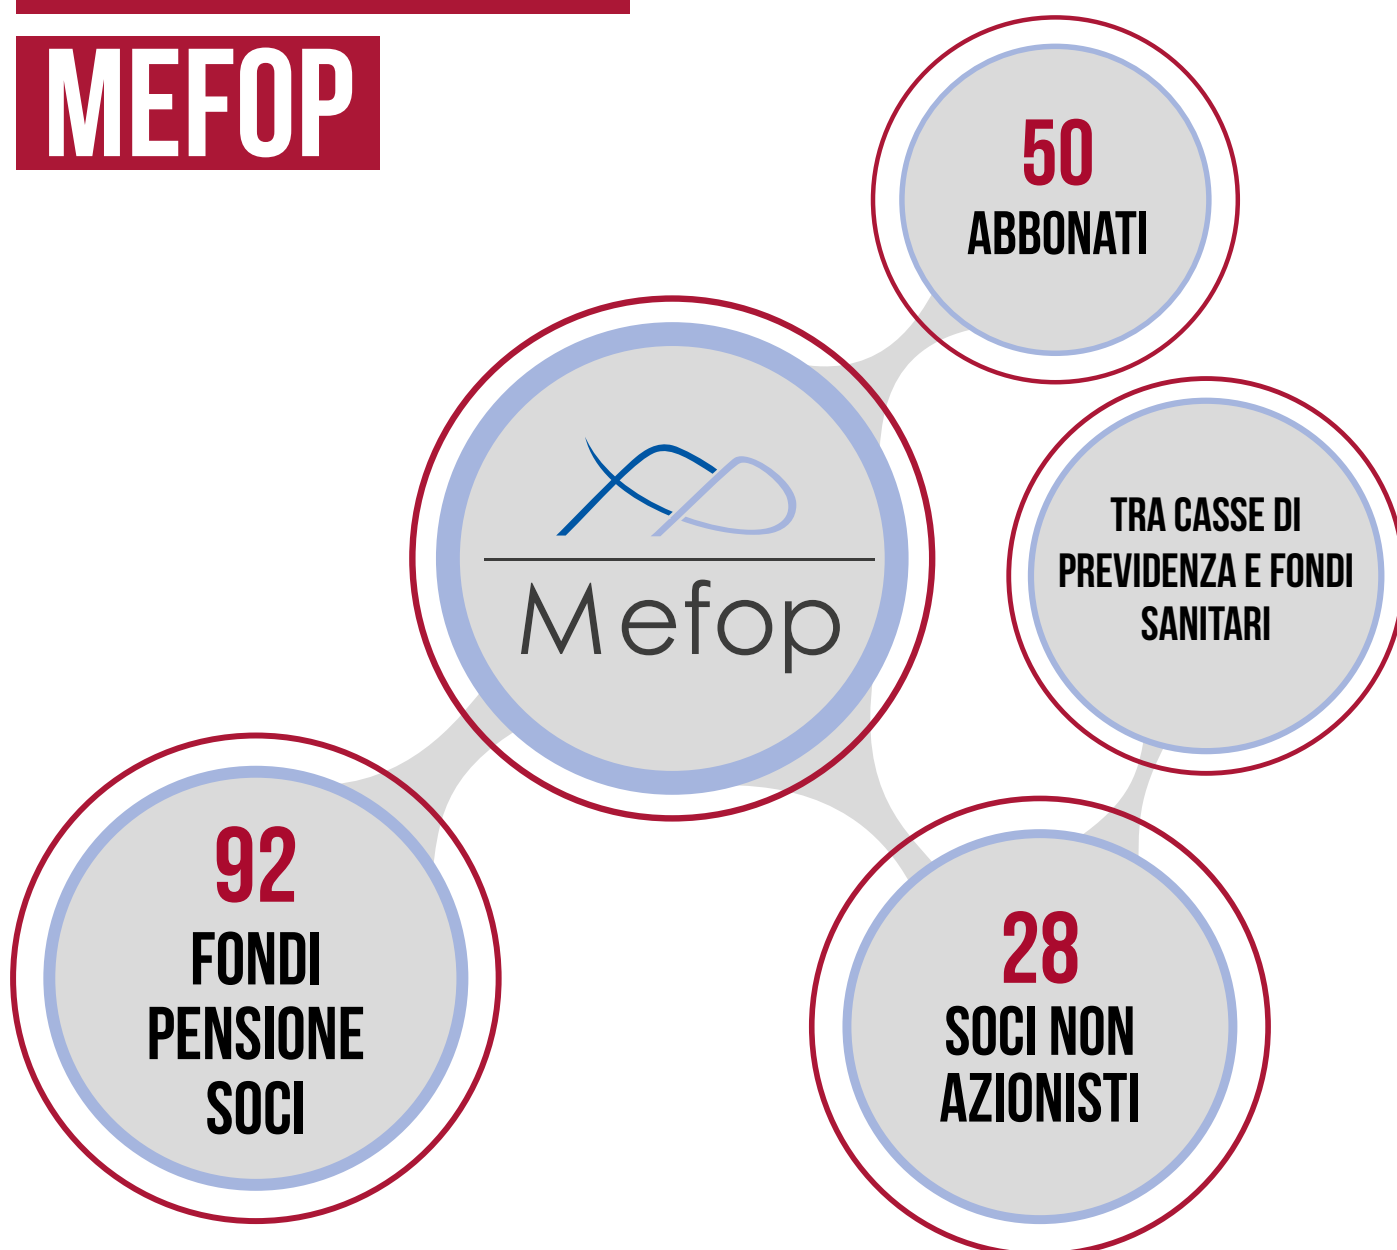 MEFOP
50
ABBONATI
TRA CASSE DI
PREVIDENZA E FONDI
SANITARI
Mefop
92
FONDI
PENSIONE
SOCI
28
SOCI NON
AZIONISTI